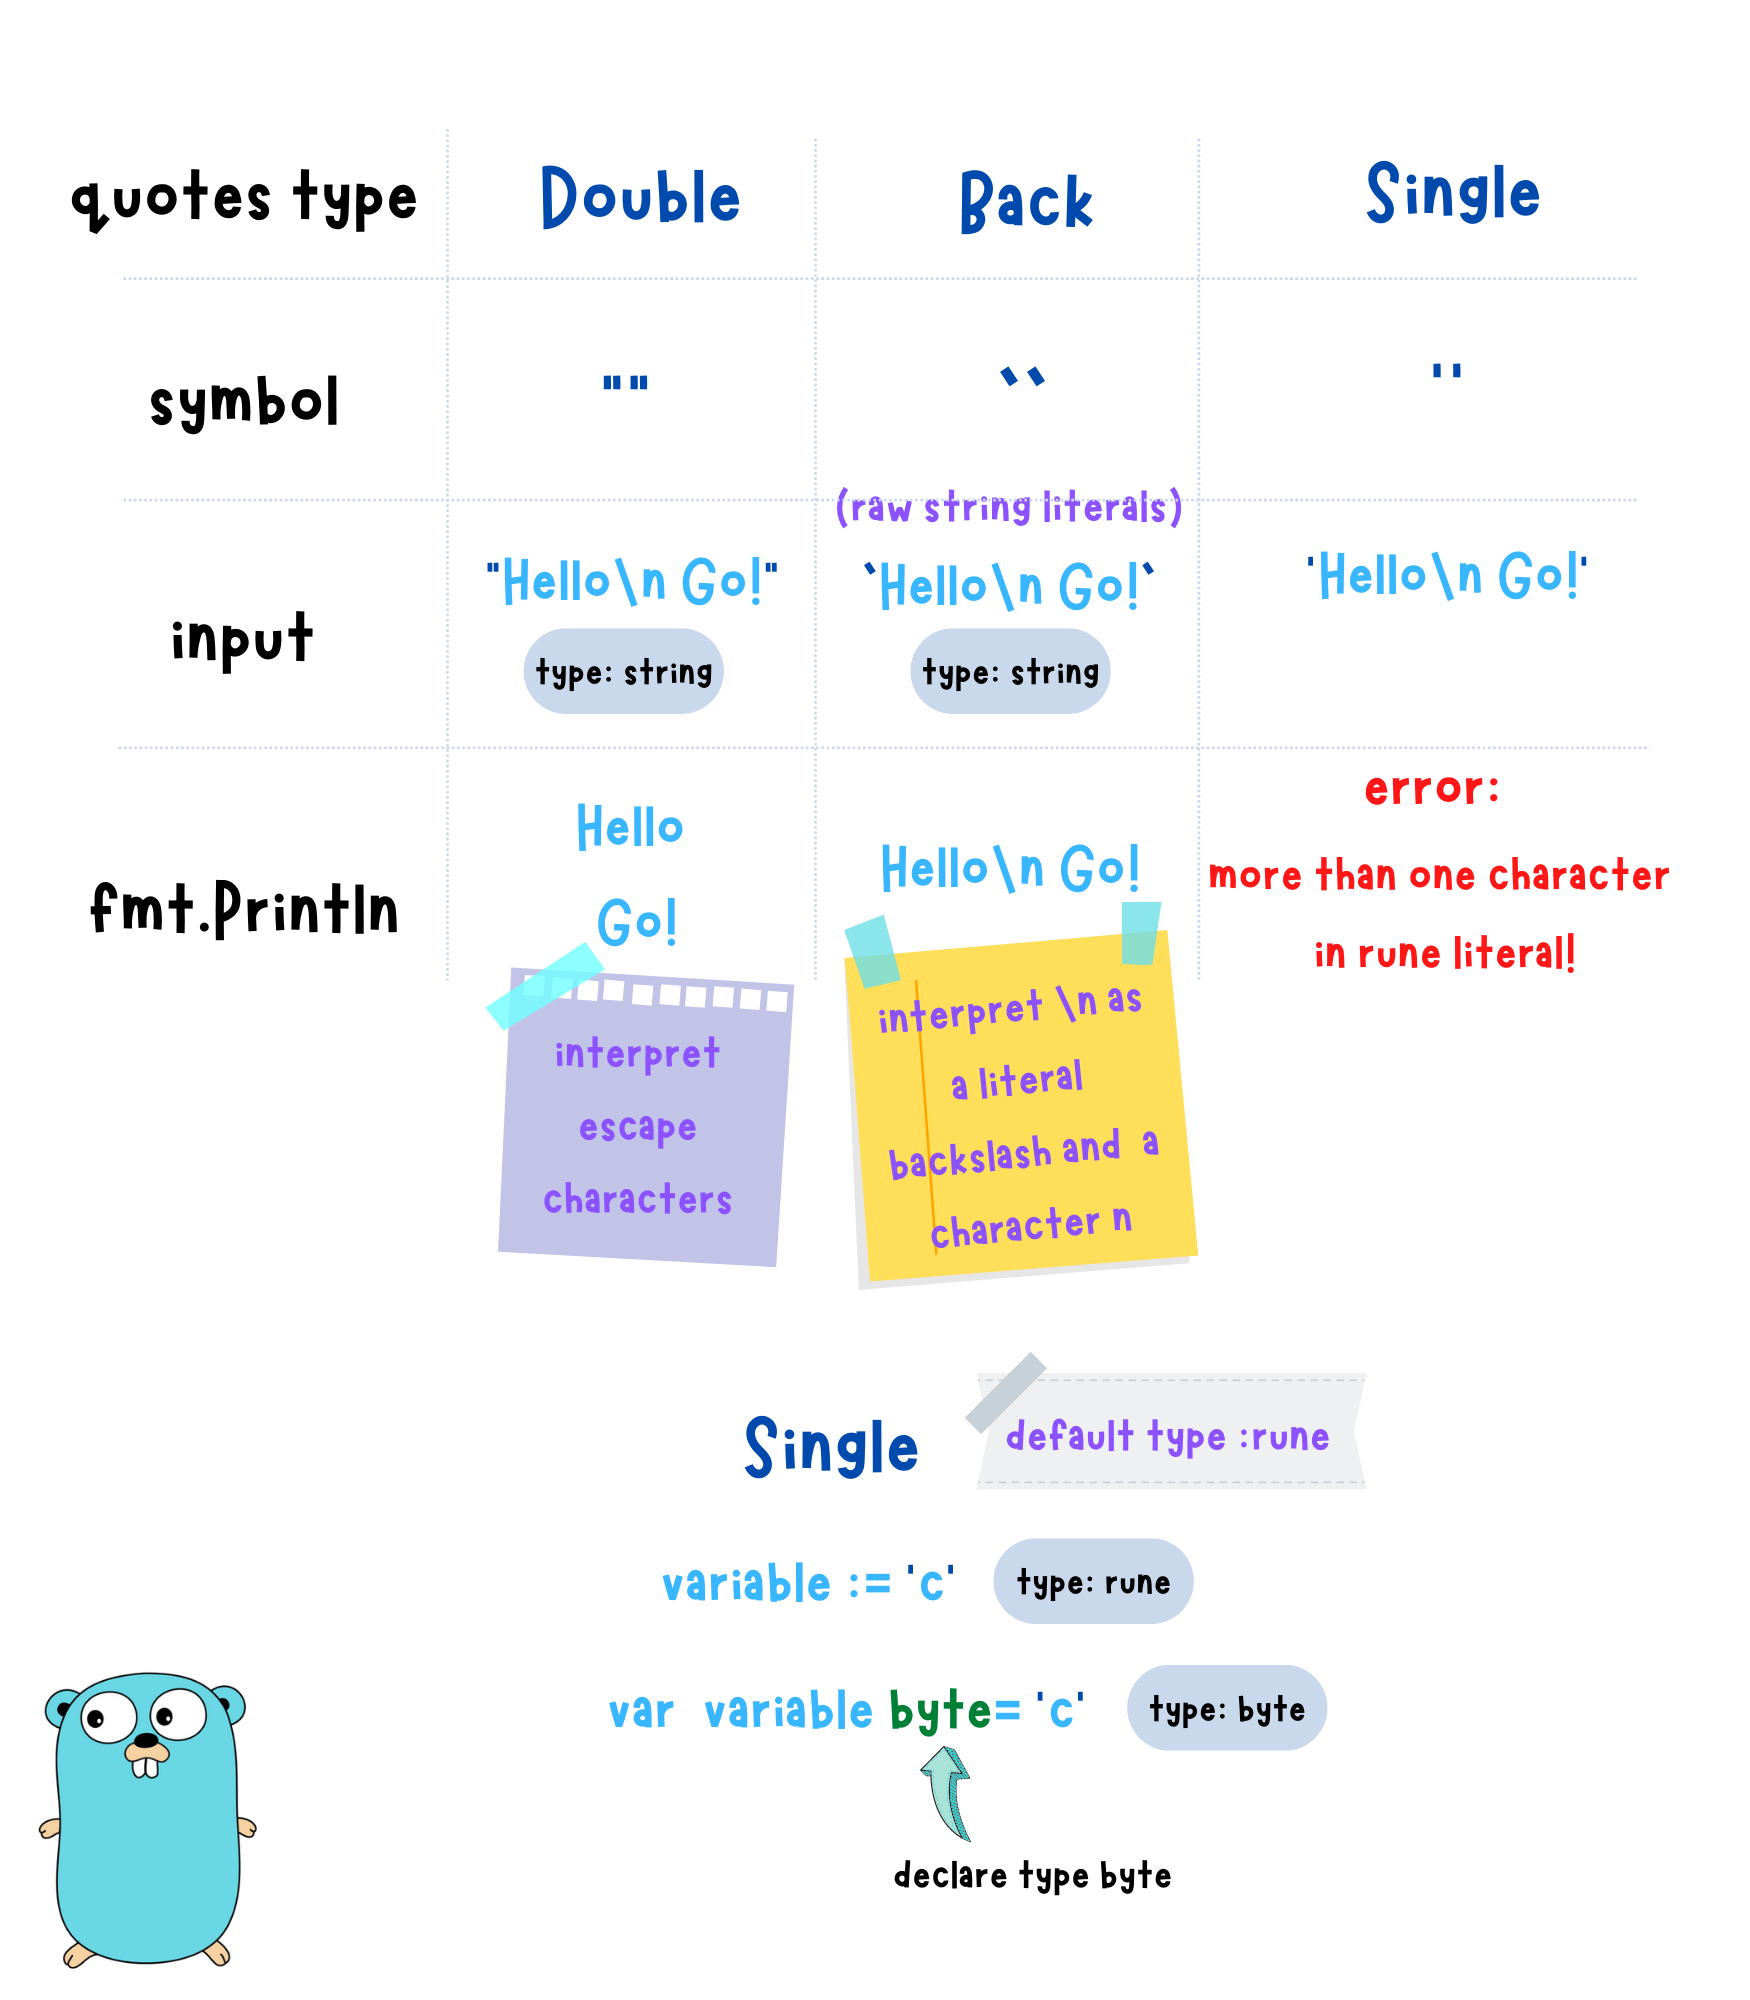 quotes type Double Back Single
symbol "" `` ''
(raw string literals)
input "Hello\n Go!" `Hello\n Go!` 'Hello\n Go!'
type: string type: string
fmt.Println
Hello
Go!
Hello\n Go!
error:
more than one character
in rune literal!
interpret
escape
characters
interpret \n as
a literal
backslash and a
character n
Single default type :rune
variable := 'c' type: rune
var variable byte= 'c' type: byte
declare type byte